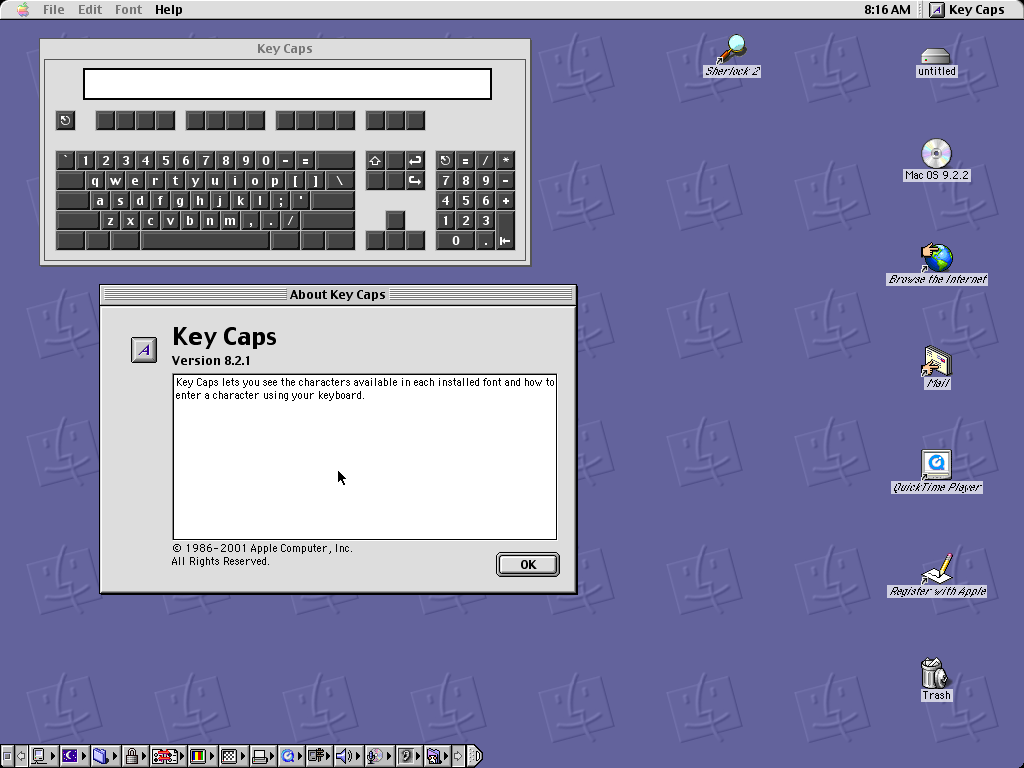 File Edit Font Help
8:16 AM
Key Caps
Key Caps
` 1 2 3 4 5 6 7 8 9 0 - =
q w e r t y u i o p [ ] \
a s d f g h j k l ; '
z x c v b n m , . /
= / *
7 8 9 -
4 5 6 +
1 2 3
0 .
About Key Caps
Key Caps
Version 8.2.1
Key Caps lets you see the characters available in each installed font and how to
enter a character using your keyboard.
© 1986-2001 Apple Computer, Inc.
All Rights Reserved.
OK
Sherlock 2
untitled
Mac OS 9.2.2
Browse the Internet
Mail
QuickTime Player
Register with Apple
Trash